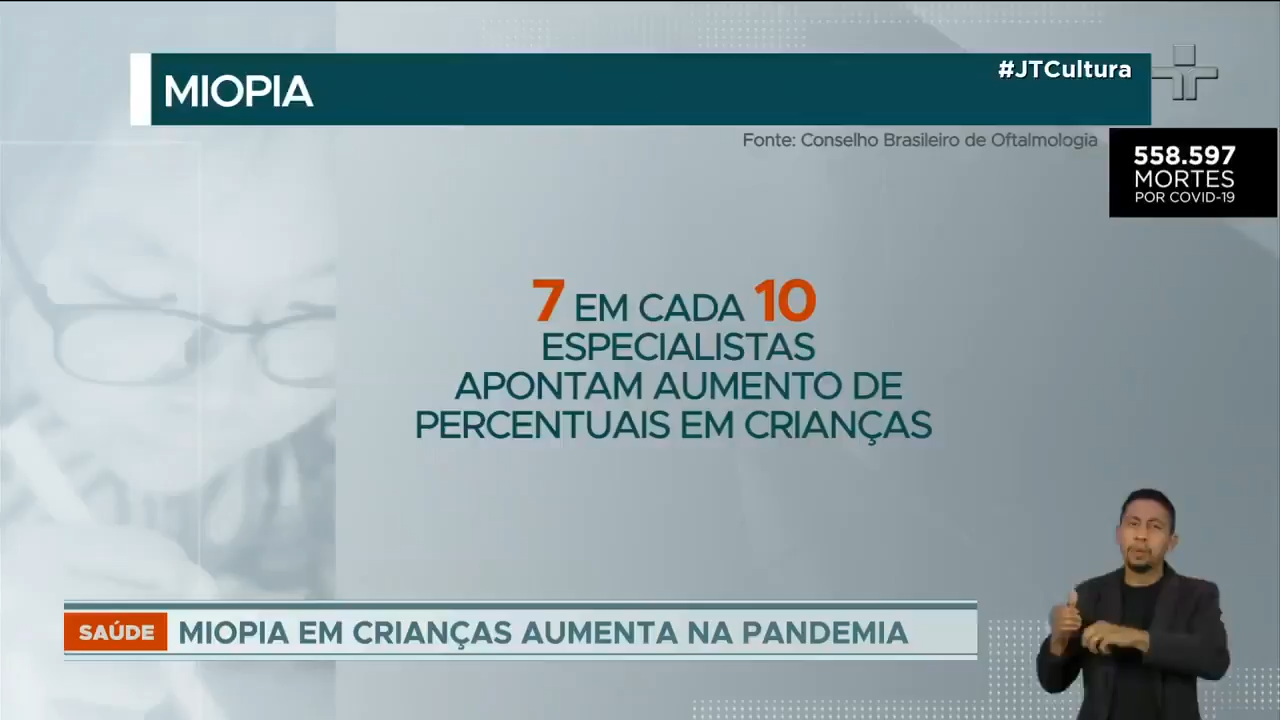 MIOPIA
#JTCultura
Fonte: Conselho Brasileiro de Oftalmologia
558.597
MORTES
POR COVID-19
7 EM CADA 10
ESPECIALISTAS
APONTAM AUMENTO DE
PERCENTUAIS EM CRIANÇAS
SAÚDE
MIOPIA EM CRIANÇAS AUMENTA NA PANDEMIA